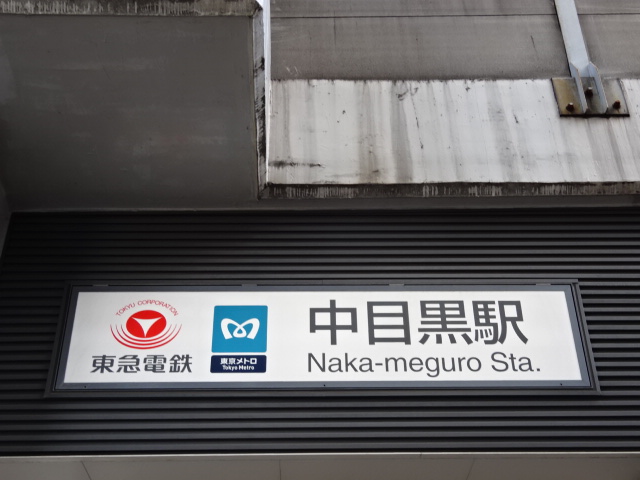 TOKYU CORPORATION
東急電鉄
東京メトロ
Tokyo Metro
中目黒駅
Naka-meguro Sta.